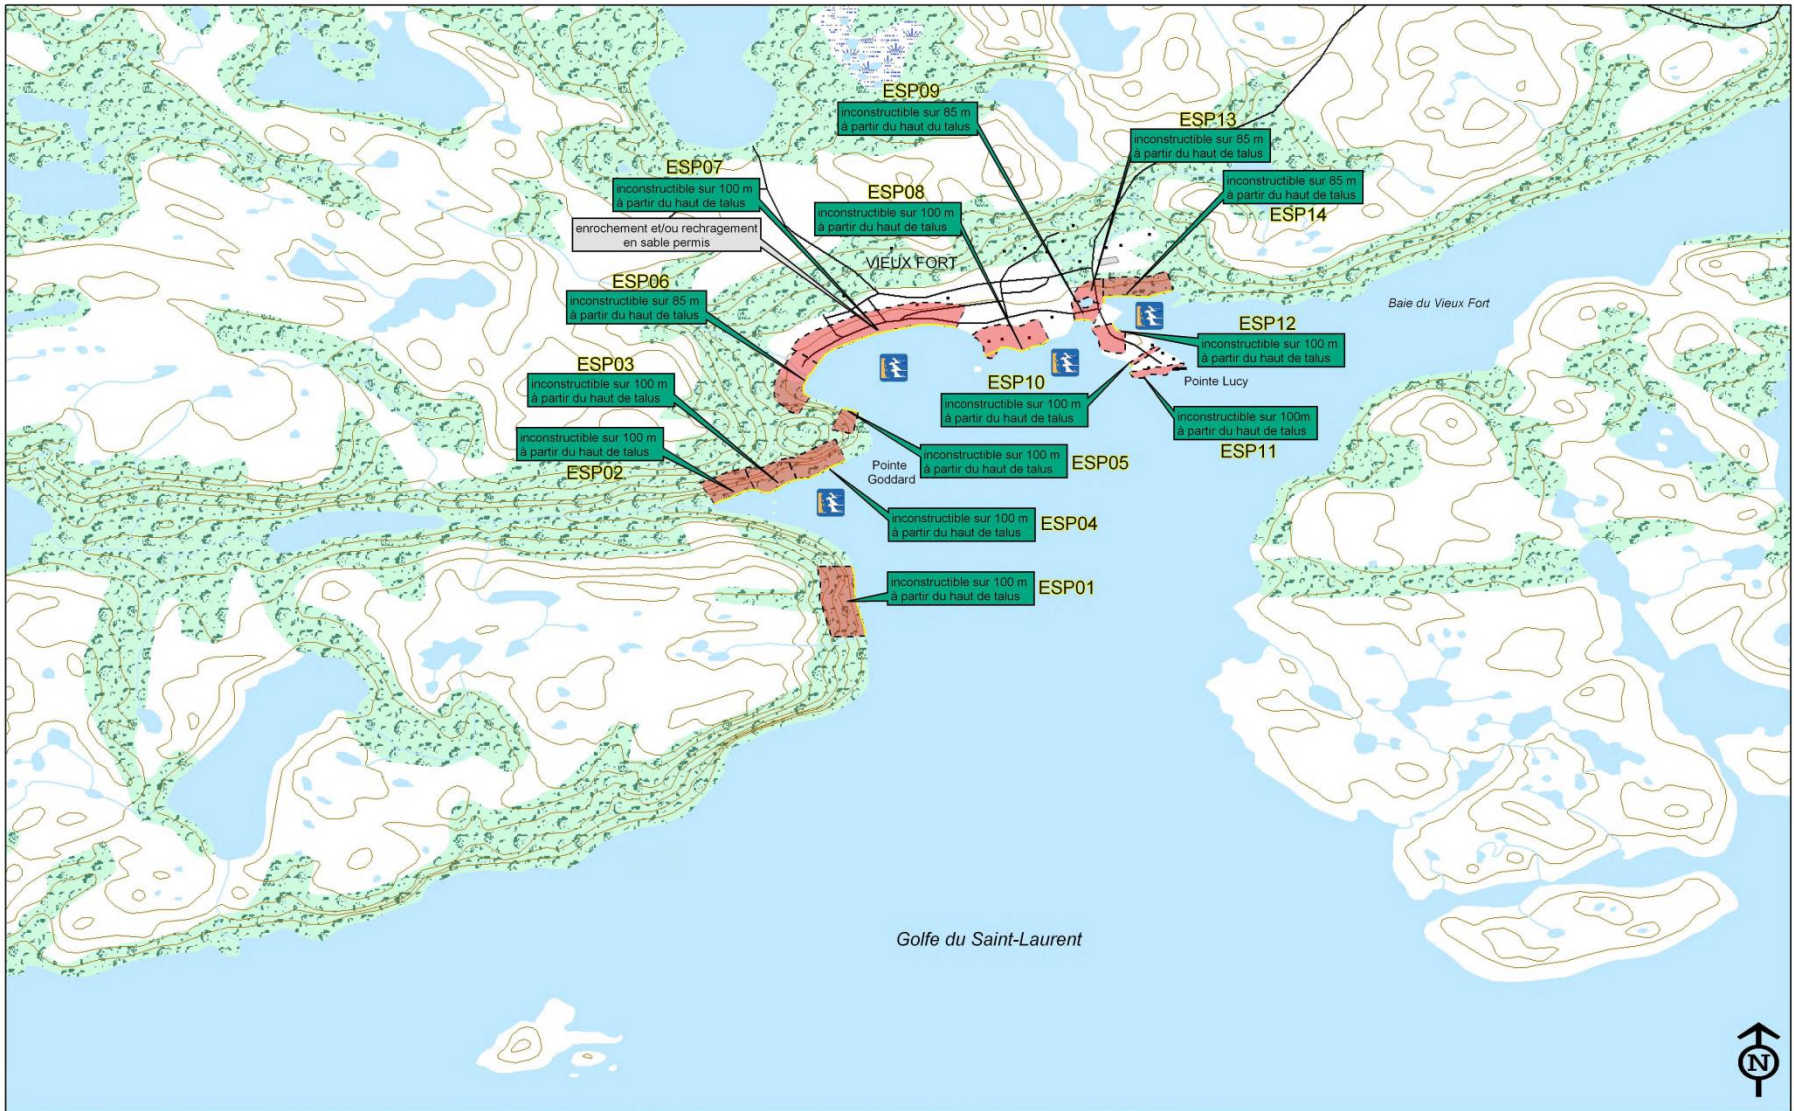 ESP09
inconstructible sur 85 m
à partir du haut du talus
ESP13
inconstructible sur 85 m
à partir du haut de talus
ESP07
inconstructible sur 100 m
à partir du haut de talus
ESP08
inconstructible sur 100 m
à partir du haut de talus
inconstructible sur 85 m
à partir du haut de talus
ESP14
enrochement et/ou rechragement
en sable permis
VIEUX FORT
ESP06
inconstructible sur 85 m
à partir du haut de talus
Baie du Vieux Fort
ESP12
inconstructible sur 100 m
à partir du haut de talus
ESP03
inconstructible sur 100 m
à partir du haut de talus
ESP10
inconstructible sur 100 m
à partir du haut de talus
Pointe Lucy
inconstructible sur 100m
à partir du haut de talus
ESP11
inconstructible sur 100 m
à partir du haut de talus
ESP02
inconstructible sur 100 m
à partir du haut de talus
ESP05
Pointe
Goddard
inconstructible sur 100 m
à partir du haut de talus
ESP04
inconstructible sur 100 m
à partir du haut de talus
ESP01
Golfe du Saint-Laurent
N